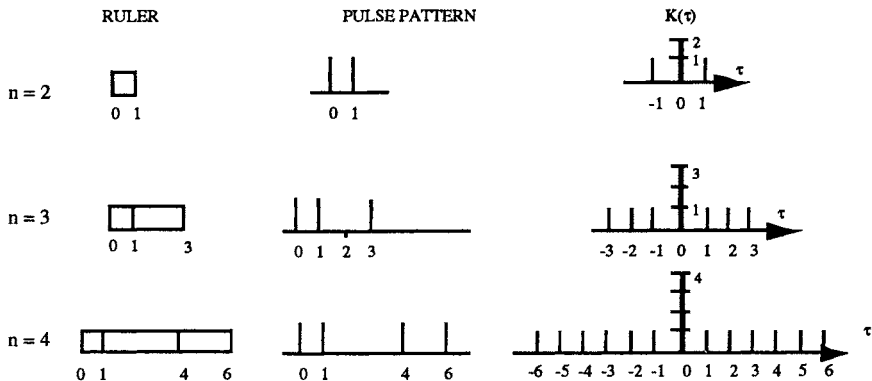 RULER PULSE PATTERN K(τ)
2
1
τ
n = 2
0 1
0 1
-1 0 1
3
1
τ
n = 3
0 1 3
0 1 2 3
-3 -2 -1 0 1 2 3
4
τ
n = 4
0 1 4 6
0 1 4 6
-6 -5 -4 -3 -2 -1 0 1 2 3 4 5 6